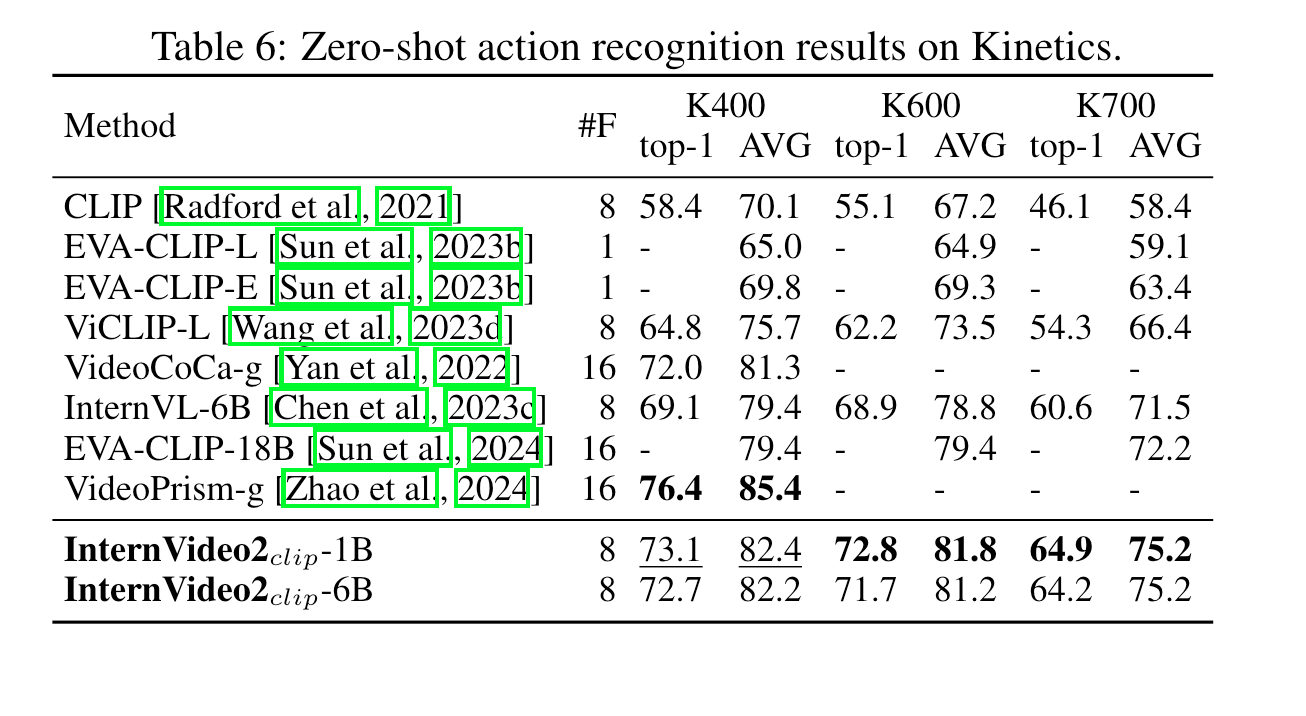 Table 6: Zero-shot action recognition results on Kinetics.
Method #F K400 K600 K700
top-1 AVG top-1 AVG top-1 AVG
CLIP [Radford et al., 2021] 8 58.4 70.1 55.1 67.2 46.1 58.4
EVA-CLIP-L [Sun et al., 2023b] 1 - 65.0 - 64.9 - 59.1
EVA-CLIP-E [Sun et al., 2023b] 1 - 69.8 - 69.3 - 63.4
ViCLIP-L [Wang et al., 2023d] 8 64.8 75.7 62.2 73.5 54.3 66.4
VideoCoCa-g [Yan et al., 2022] 16 72.0 81.3 - - - -
InternVL-6B [Chen et al., 2023c] 8 69.1 79.4 68.9 78.8 60.6 71.5
EVA-CLIP-18B [Sun et al., 2024] 16 - 79.4 - 79.4 - 72.2
VideoPrism-g [Zhao et al., 2024] 16 76.4 85.4 - - - -
InternVideo2clip-1B 8 73.1 82.4 72.8 81.8 64.9 75.2
InternVideo2clip-6B 8 72.7 82.2 71.7 81.2 64.2 75.2